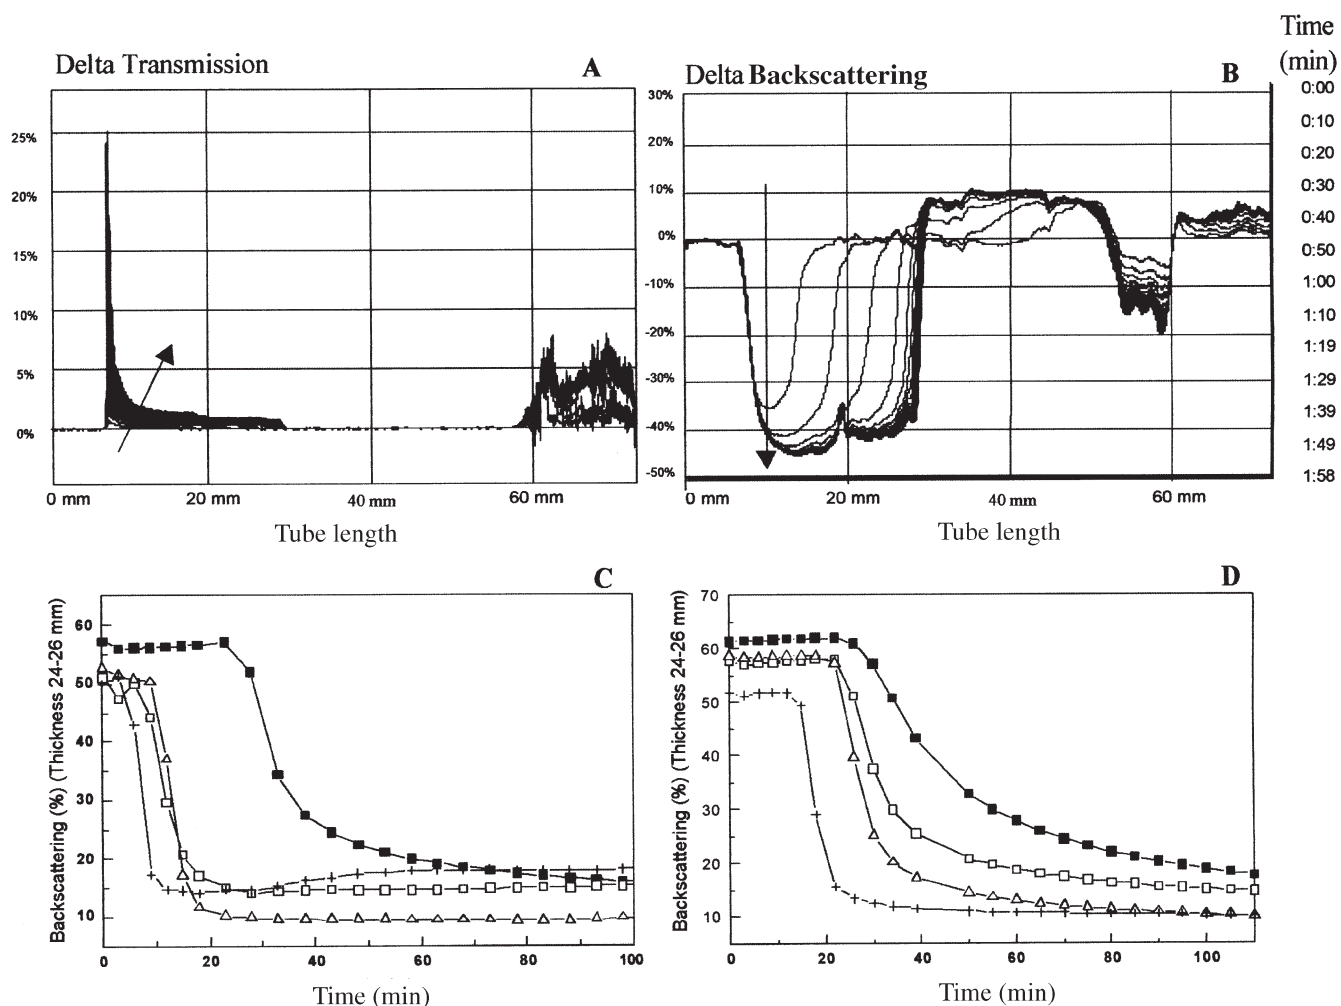 Delta Transmission
A
25%
20%
15%
10%
5%
0%
0 mm
20 mm
40 mm
60 mm
Tube length
Delta Backscattering
B
30%
20%
10%
0%
-10%
-20%
-30%
-40%
-50%
0 mm
20 mm
40 mm
60 mm
Tube length
Time
(min)
0:00
0:10
0:20
0:30
0:40
0:50
1:00
1:10
1:19
1:29
1:39
1:49
1:58
C
Backscattering (%) (Thickness 24-26 mm)
60
50
40
30
20
10
0
20
40
60
80
100
Time (min)
D
Backscattering (%) (Thickness 24-26 mm)
70
60
50
40
30
20
10
0
20
40
60
80
100
Time (min)